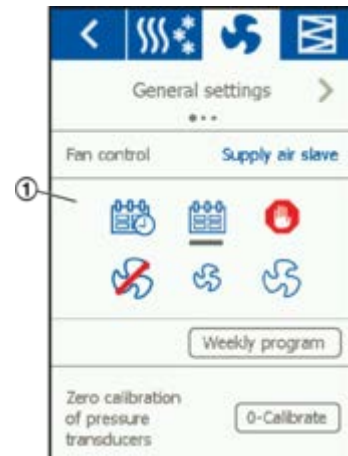 General settings
Fan control Supply air slave
1
Weekly program
Zero calibration
of pressure 0-Calibrate
transducers